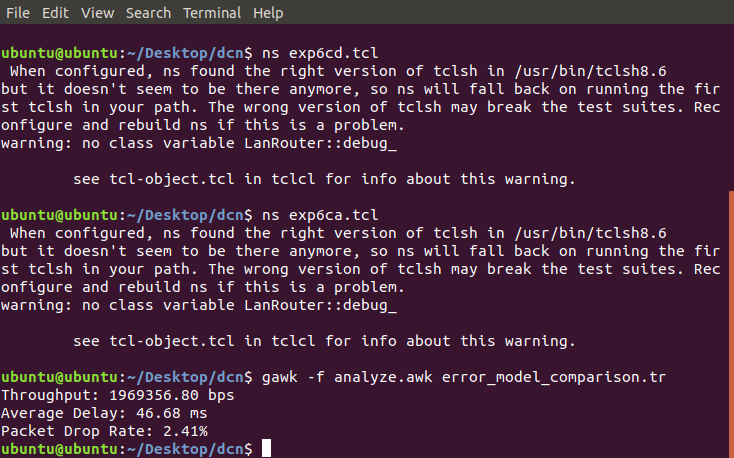 File Edit View Search Terminal Help
ubuntu@ubuntu:~/Desktop/dcn$ ns exp6cd.tcl
 When configured, ns found the right version of tclsh in /usr/bin/tclsh8.6
but it doesn't seem to be there anymore, so ns will fall back on running the fir
st tclsh in your path. The wrong version of tclsh may break the test suites. Rec
onfigure and rebuild ns if this is a problem.
warning: no class variable LanRouter::debug_
        see tcl-object.tcl in tclcl for info about this warning.
ubuntu@ubuntu:~/Desktop/dcn$ ns exp6ca.tcl
 When configured, ns found the right version of tclsh in /usr/bin/tclsh8.6
but it doesn't seem to be there anymore, so ns will fall back on running the fir
st tclsh in your path. The wrong version of tclsh may break the test suites. Rec
onfigure and rebuild ns if this is a problem.
warning: no class variable LanRouter::debug_
        see tcl-object.tcl in tclcl for info about this warning.
ubuntu@ubuntu:~/Desktop/dcn$ gawk -f analyze.awk error_model_comparison.tr
Throughput: 1969356.80 bps
Average Delay: 46.68 ms
Packet Drop Rate: 2.41%
ubuntu@ubuntu:~/Desktop/dcn$